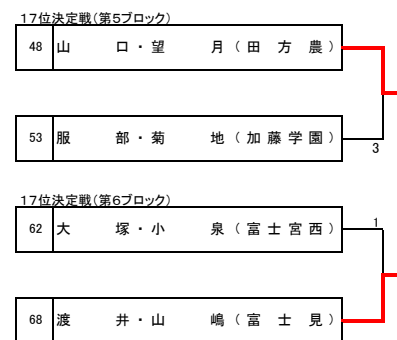 17位決定戦(第5ブロック)
48 山 口・望 月(田 方 農)
53 服 部・菊 地(加藤学園)
3
17位決定戦(第6ブロック)
62 大 塚・小 泉(富士宮西)
1
68 渡 井・山 嶋(富 士 見)